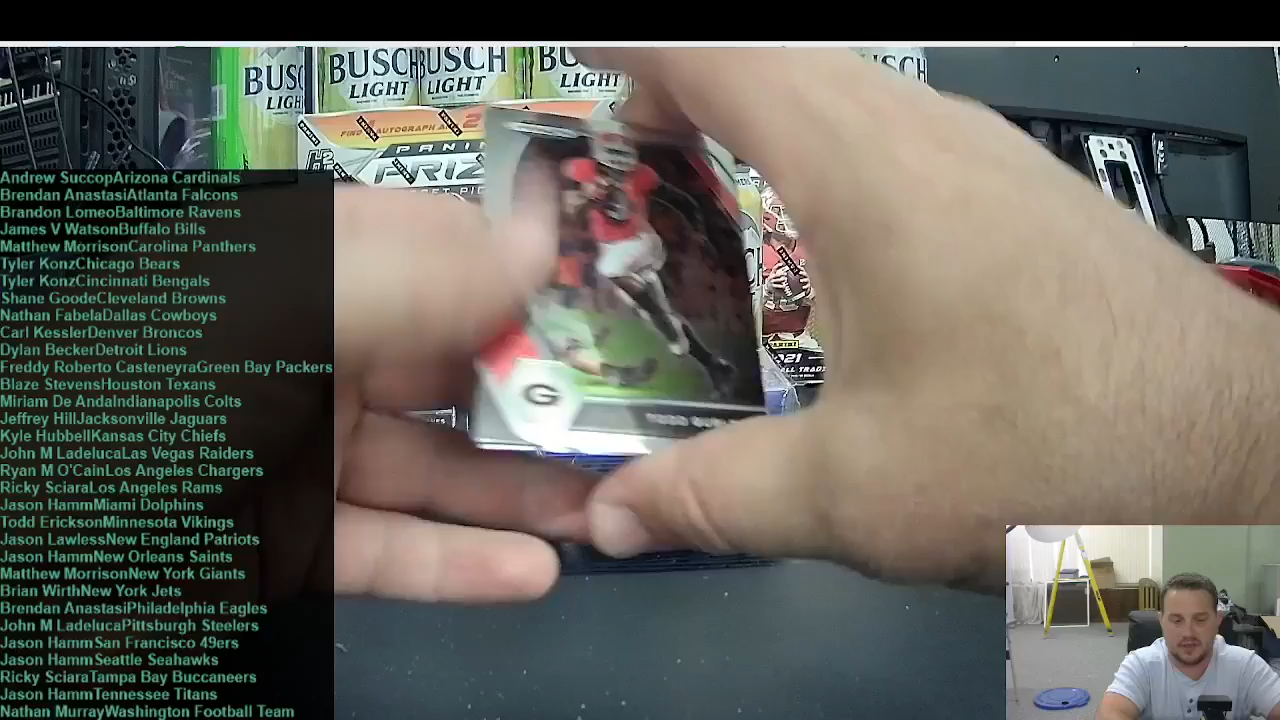 BUSCH LIGHT
BUSCH LIGHT
BUSCH LIGHT
FIND 1 AUTOGRAPH
PANINI
PRIZ
G
PANINI
Andrew SuccopArizona Cardinals
Brendan AnastasiAtlanta Falcons
Brandon LomeoBaltimore Ravens
James V WatsonBuffalo Bills
Matthew MorrisonCarolina Panthers
Tyler KonzChicago Bears
Tyler KonzCincinnati Bengals
Shane GoodeCleveland Browns
Nathan FabelaDallas Cowboys
Carl KesslerDenver Broncos
Dylan BeckerDetroit Lions
Freddy Roberto CasteneyraGreen Bay Packers
Blaze StevensHouston Texans
Miriam De AndaIndianapolis Colts
Jeffrey HillJacksonville Jaguars
Kyle HubbellKansas City Chiefs
John M LadelucaLas Vegas Raiders
Ryan M O'CainLos Angeles Chargers
Ricky SciaraLos Angeles Rams
Jason HammMiami Dolphins
Todd EricksonMinnesota Vikings
Jason LawlessNew England Patriots
Jason HammNew Orleans Saints
Matthew MorrisonNew York Giants
Brian WirthNew York Jets
Brendan AnastasiPhiladelphia Eagles
John M LadelucaPittsburgh Steelers
Jason HammSan Francisco 49ers
Jason HammSeattle Seahawks
Ricky SciaraTampa Bay Buccaneers
Jason HammTennessee Titans
Nathan MurrayWashington Football Team